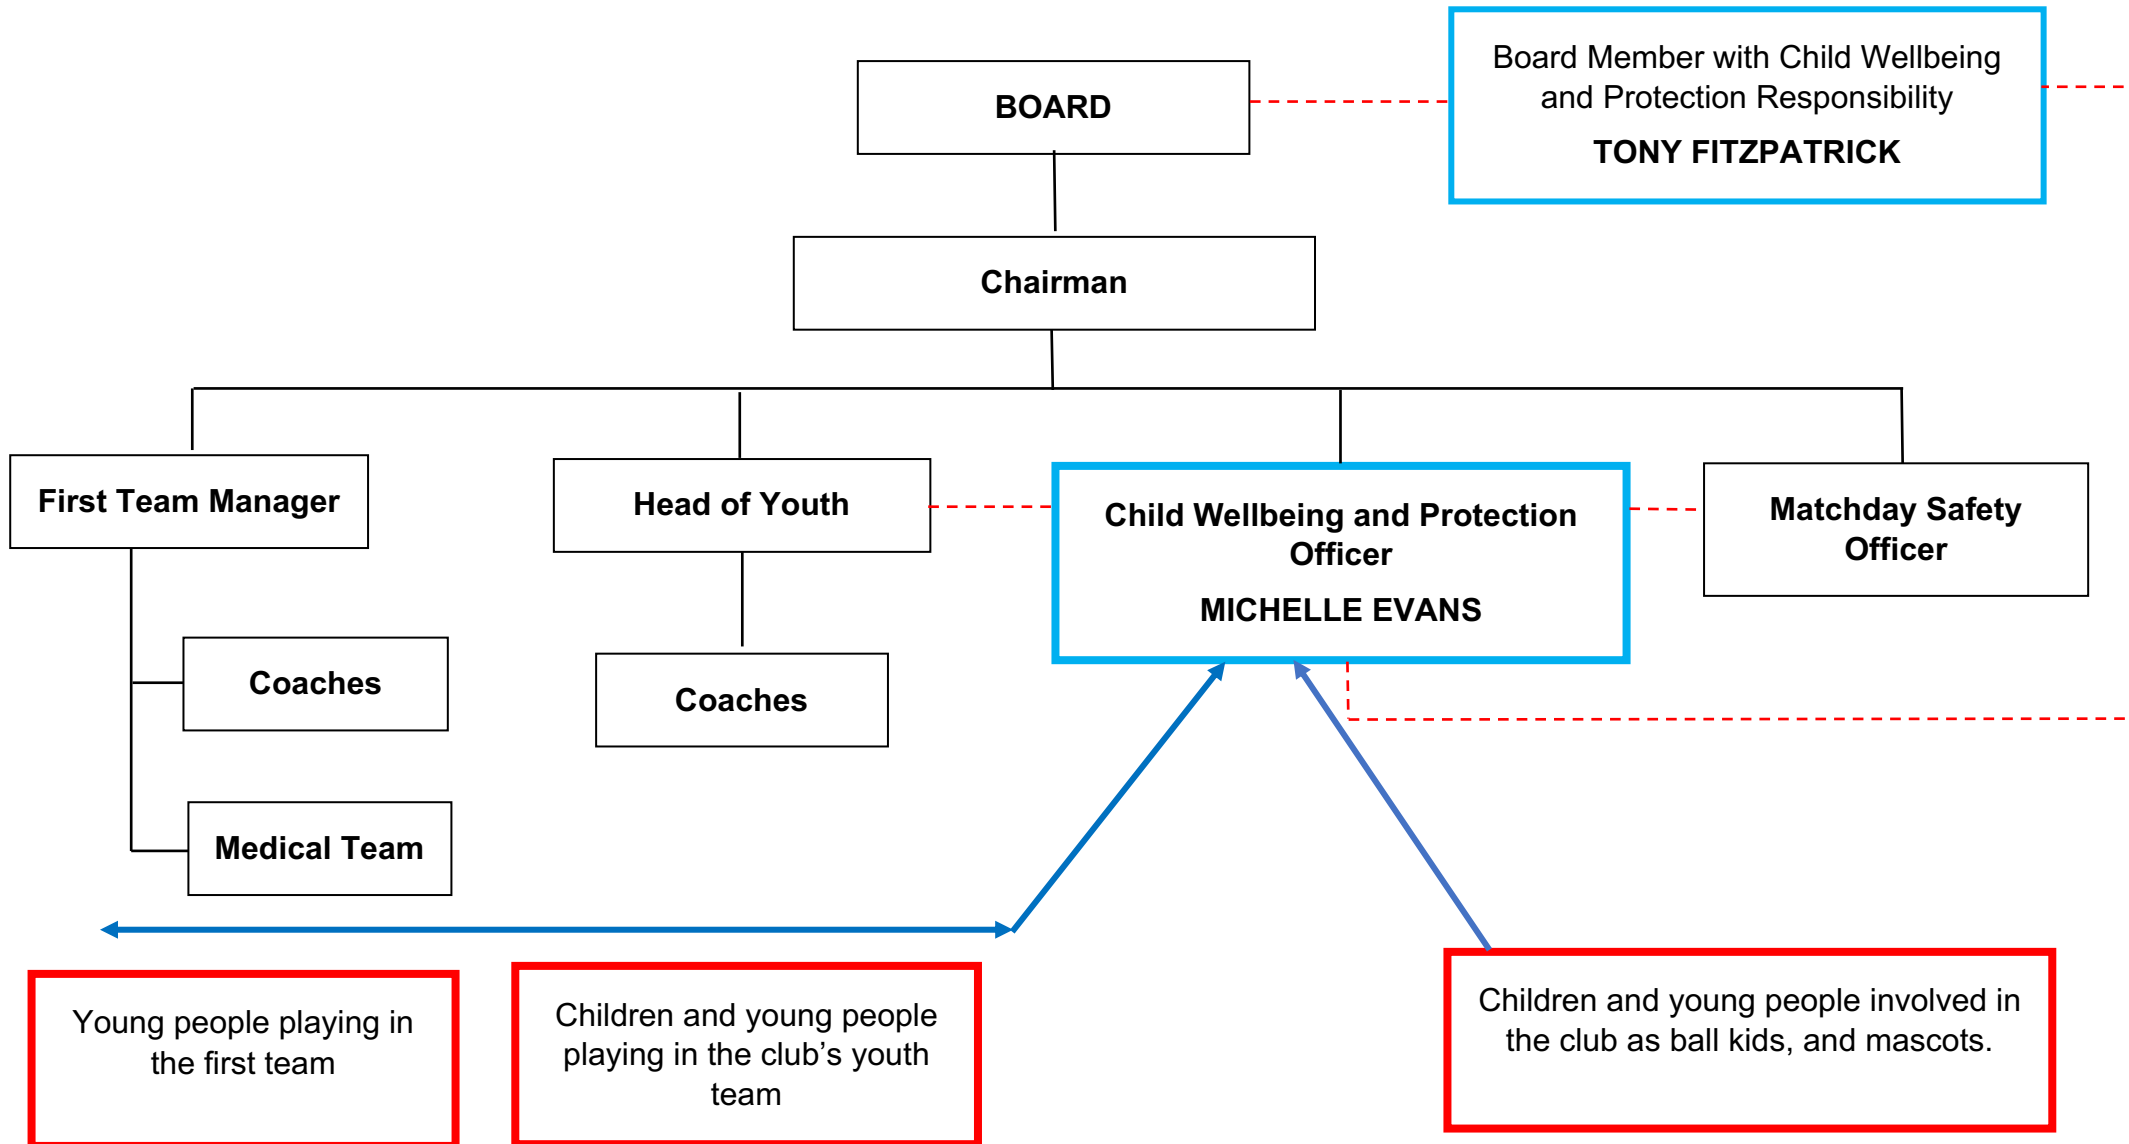 Board Member with Child Wellbeing
and Protection Responsibility
TONY FITZPATRICK
BOARD
Chairman
First Team Manager
Head of Youth
Child Wellbeing and Protection
Officer
MICHELLE EVANS
Matchday Safety
Officer
Coaches
Coaches
Medical Team
Young people playing in
the first team
Children and young people
playing in the club’s youth
team
Children and young people involved in
the club as ball kids, and mascots.